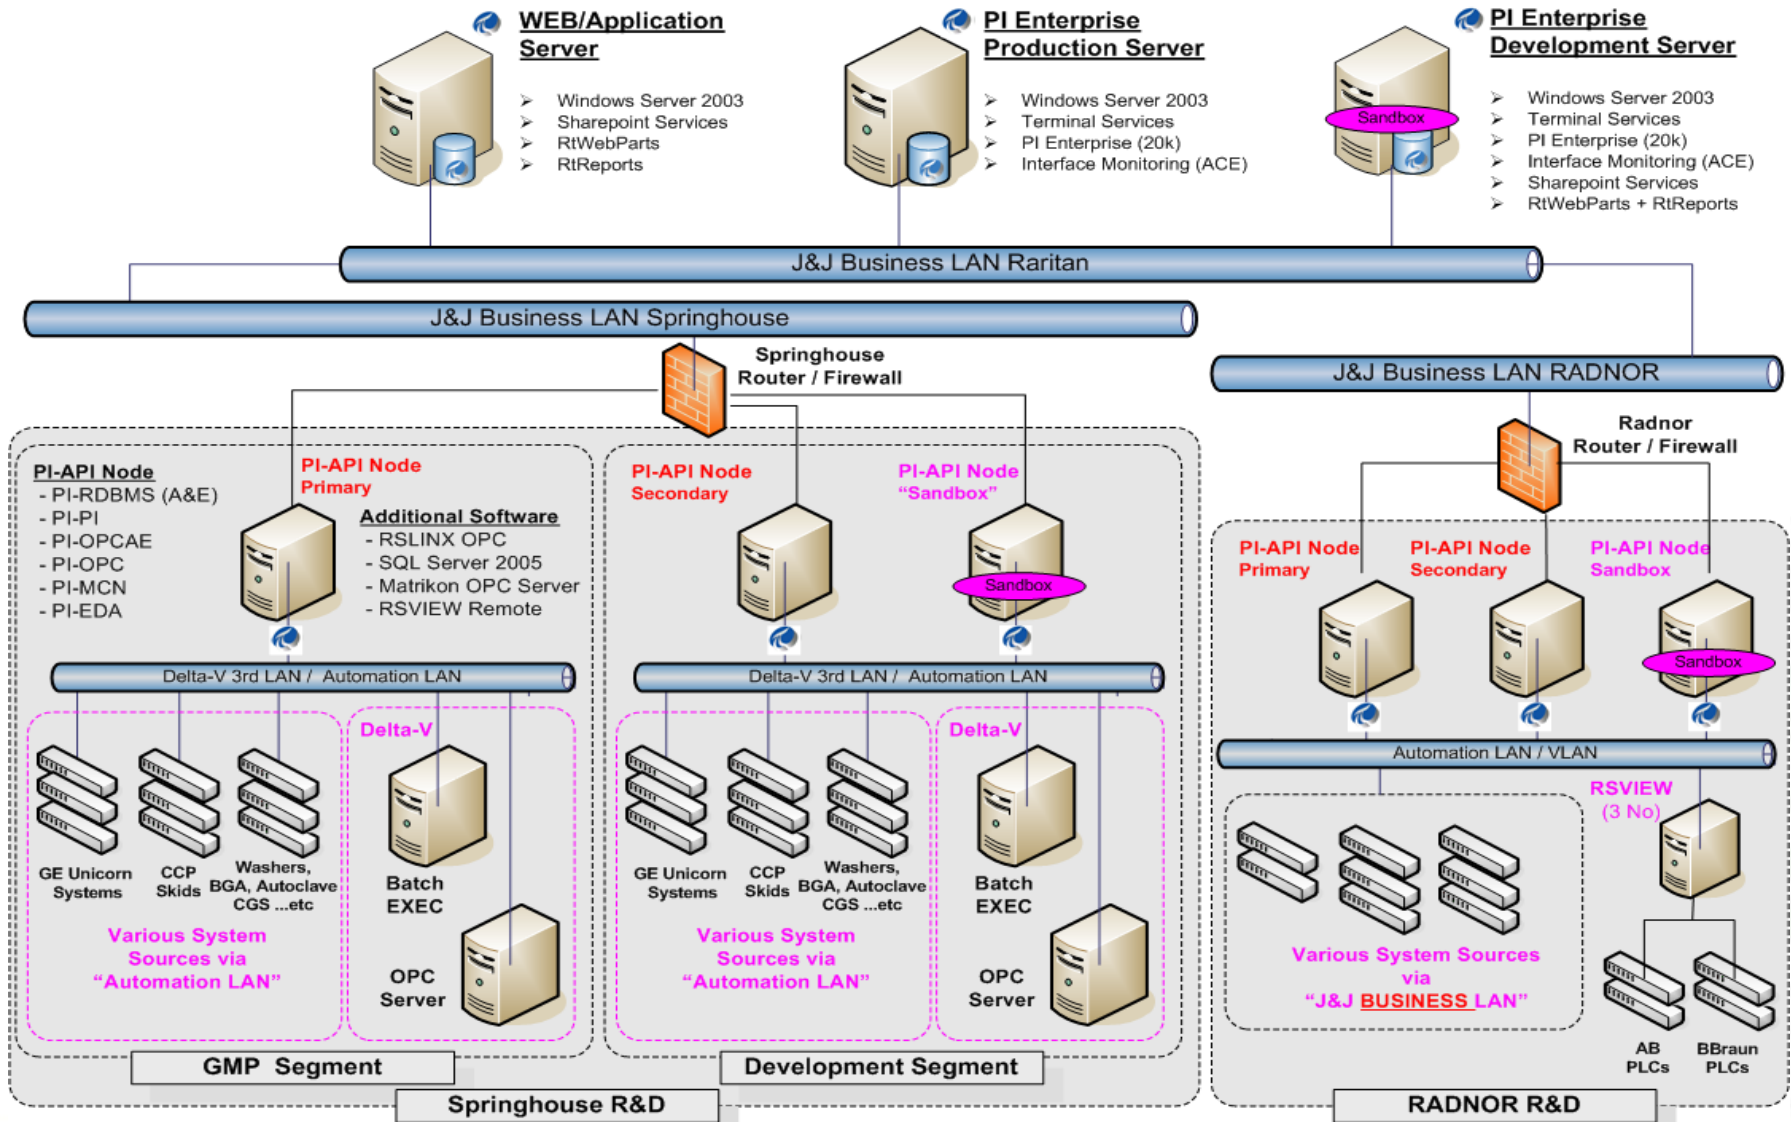 WEB/Application
Server
➢ Windows Server 2003
➢ Sharepoint Services
➢ RtWebParts
➢ RtReports
PI Enterprise
Production Server
➢ Windows Server 2003
➢ Terminal Services
➢ PI Enterprise (20k)
➢ Interface Monitoring (ACE)
PI Enterprise
Development Server
➢ Windows Server 2003
➢ Terminal Services
➢ PI Enterprise (20k)
➢ Interface Monitoring (ACE)
➢ Sharepoint Services
➢ RtWebParts + RtReports
Sandbox
J&J Business LAN Raritan
J&J Business LAN Springhouse
Springhouse
Router / Firewall
J&J Business LAN RADNOR
Radnor
Router / Firewall
PI-API Node
- PI-RDBMS (A&E)
- PI-PI
- PI-OPCAE
- PI-OPC
- PI-MCN
- PI-EDA
PI-API Node
Primary
Additional Software
- RSLINX OPC
- SQL Server 2005
- Matrikon OPC Server
- RSVIEW Remote
Delta-V 3rd LAN / Automation LAN
GE Unicorn
Systems
CCP
Skids
Washers,
BGA, Autoclave
CGS ...etc
Various System
Sources via
“Automation LAN”
Delta-V
Batch
EXEC
OPC
Server
GMP Segment
PI-API Node
Secondary
PI-API Node
“Sandbox”
Sandbox
Delta-V 3rd LAN / Automation LAN
GE Unicorn
Systems
CCP
Skids
Washers,
BGA, Autoclave
CGS ...etc
Various System
Sources via
“Automation LAN”
Delta-V
Batch
EXEC
OPC
Server
Development Segment
Springhouse R&D
PI-API Node
Primary
PI-API Node
Secondary
PI-API Node
Sandbox
Sandbox
Automation LAN / VLAN
RSVIEW
(3 No)
Various System Sources
via
“J&J BUSINESS LAN”
AB
PLCs
BBraun
PLCs
RADNOR R&D